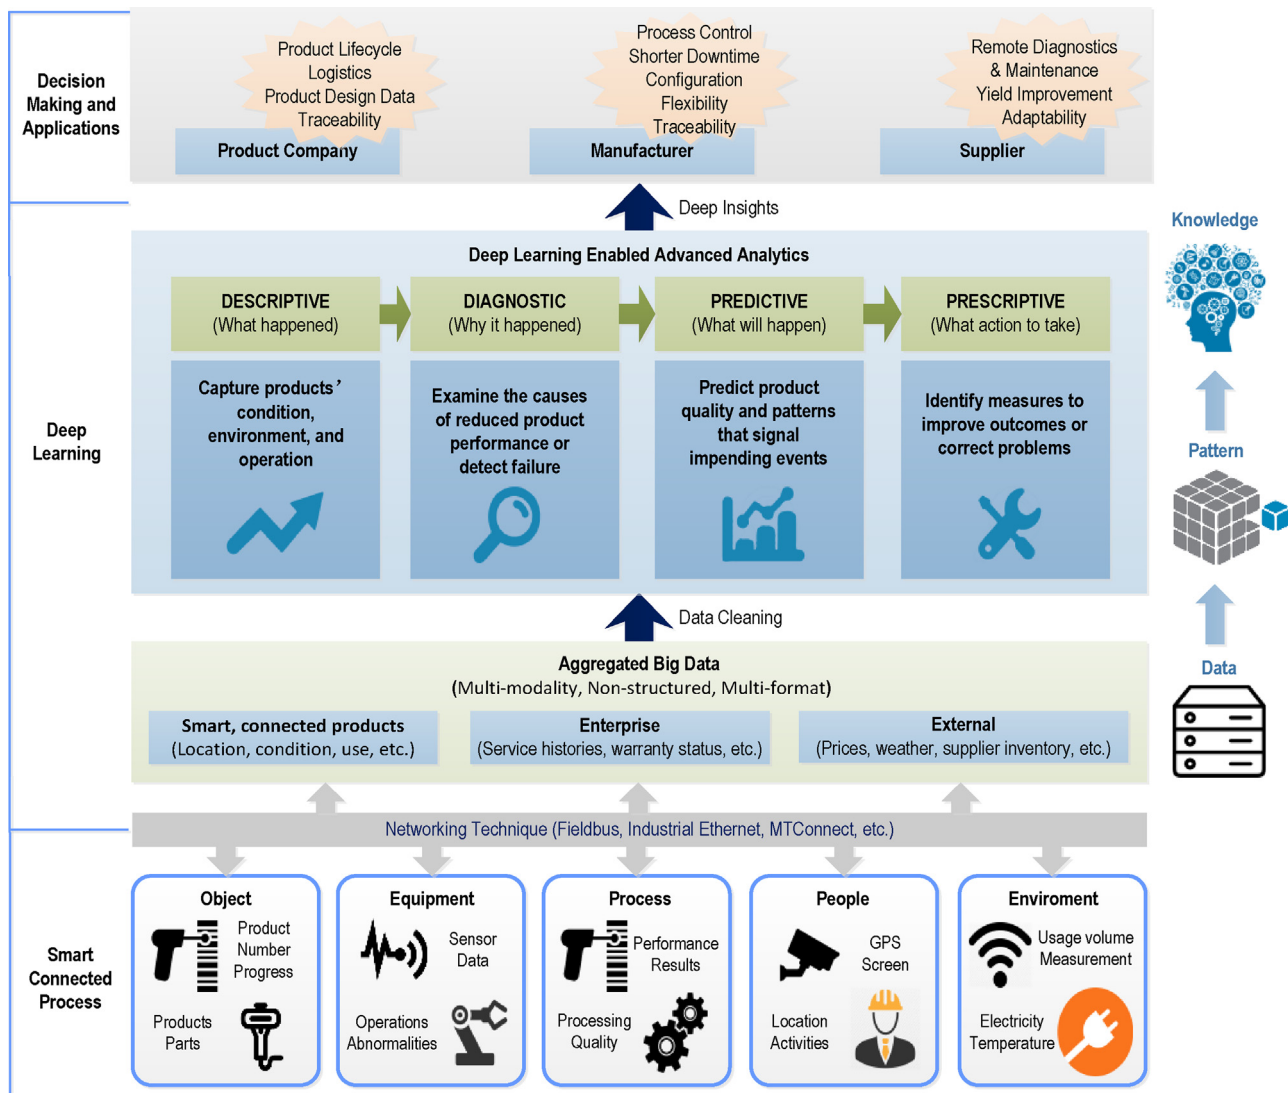 Decision
Making and
Applications
Product Lifecycle
Logistics
Product Design Data
Traceability
Product Company
Process Control
Shorter Downtime
Configuration
Flexibility
Traceability
Manufacturer
Remote Diagnostics
& Maintenance
Yield Improvement
Adaptability
Supplier
Deep Insights
Deep
Learning
Deep Learning Enabled Advanced Analytics
DESCRIPTIVE
(What happened)
DIAGNOSTIC
(Why it happened)
PREDICTIVE
(What will happen)
PRESCRIPTIVE
(What action to take)
Capture products’
condition,
environment, and
operation
Examine the causes
of reduced product
performance or
detect failure
Predict product
quality and patterns
that signal
impending events
Identify measures to
improve outcomes or
correct problems
Knowledge
Pattern
Data
Data Cleaning
Aggregated Big Data
(Multi-modality, Non-structured, Multi-format)
Smart, connected products
(Location, condition, use, etc.)
Enterprise
(Service histories, warranty status, etc.)
External
(Prices, weather, supplier inventory, etc.)
Networking Technique (Fieldbus, Industrial Ethernet, MTConnect, etc.)
Smart
Connected
Process
Object
Product
Number
Progress
Products
Parts
Equipment
Sensor
Data
Operations
Abnormalities
Process
Performance
Results
Processing
Quality
People
GPS
Screen
Location
Activities
Enviroment
Usage volume
Measurement
Electricity
Temperature